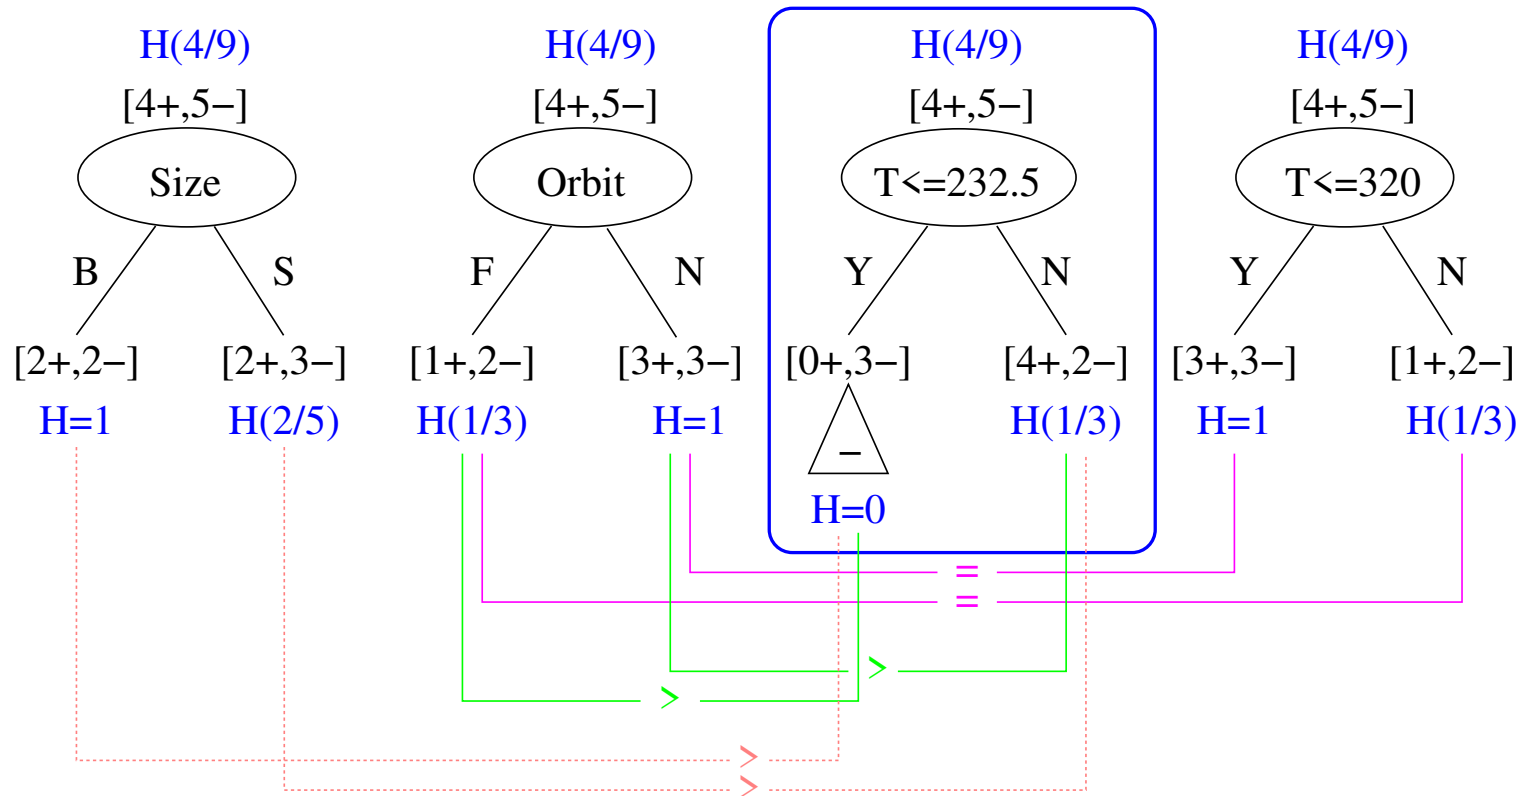 H(4/9) H(4/9) H(4/9) H(4/9)
[4+,5−] [4+,5−] [4+,5−] [4+,5−]
Size Orbit T<=232.5 T<=320
B S F N Y N Y N
[2+,2−] [2+,3−] [1+,2−] [3+,3−] [0+,3−] [4+,2−] [3+,3−] [1+,2−]
H=1 H(2/5) H(1/3) H=1 H(1/3) H=1 H(1/3)
−
H=0
=
=
>
>
>
>